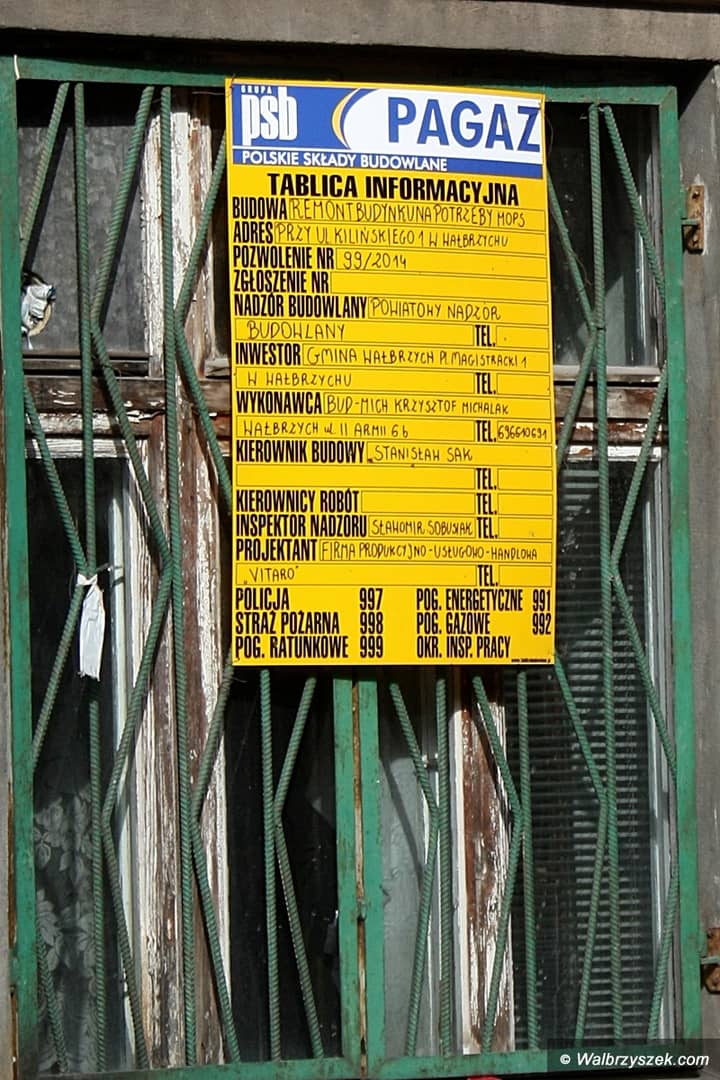 GRUPA
psb PAGAZ
POLSKIE SKŁADY BUDOWLANE
TABLICA INFORMACYJNA
BUDOWA REMONT BUDYNKU NA POTRZEBY MOPS
ADRES PRZY UL KILIŃSKIEGO 1 W WAŁBRZYCHU
POZWOLENIE NR 99/2014
ZGŁOSZENIE NR
NADZÓR BUDOWLANY POWIATOWY NADZÓR
BUDOWLANY TEL.
INWESTOR GMINA WAŁBRZYCH Pl. MAGISTRACKI 1
W WAŁBRZYCHU TEL.
WYKONAWCA BUD-MICH KRZYSZTOF MICHALAK
WAŁBRZYCH ul. II ARMII 6b TEL. 696610691
KIEROWNIK BUDOWY STANISŁAW SAK
TEL.
KIEROWNICY ROBÓT TEL.
INSPEKTOR NADZORU SŁAWOMIR SOBUSIAK TEL.
PROJEKTANT FIRMA PRODUKCYJNO-USŁUGOWO-HANDLOWA
„VITARO" TEL.
POLICJA 997 POG. ENERGETYCZNE 991
STRAŻ POŻARNA 998 POG. GAZOWE 992
POG. RATUNKOWE 999 OKR. INSP. PRACY
© Walbrzyszek.com